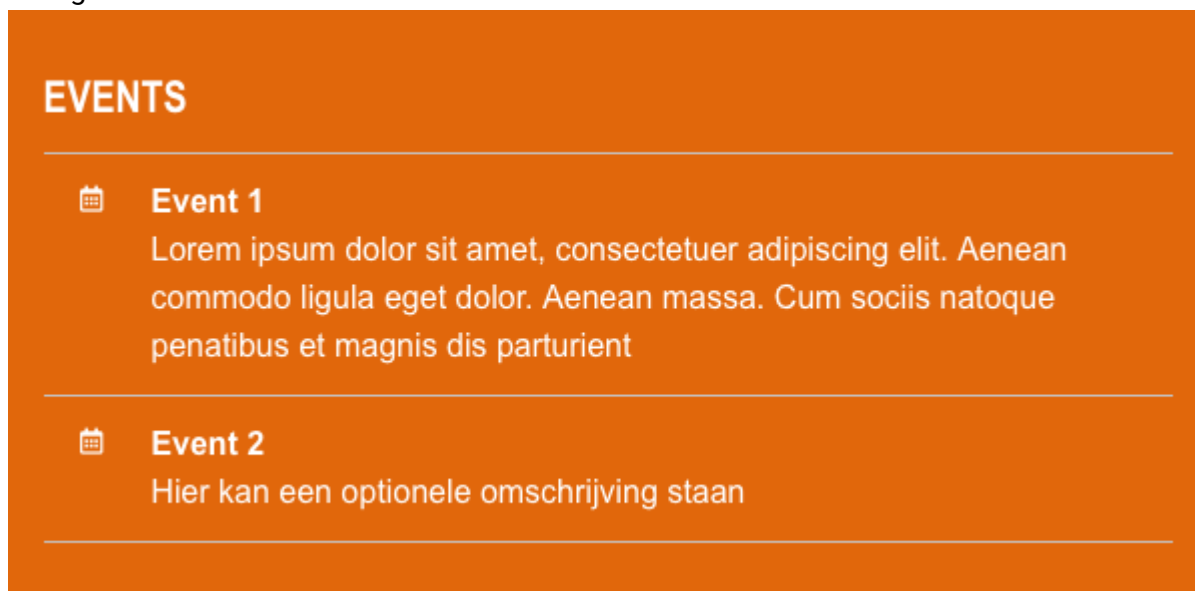 EVENTS
Event 1
Lorem ipsum dolor sit amet, consectetuer adipiscing elit. Aenean
commodo ligula eget dolor. Aenean massa. Cum sociis natoque
penatibus et magnis dis parturient
Event 2
Hier kan een optionele omschrijving staan